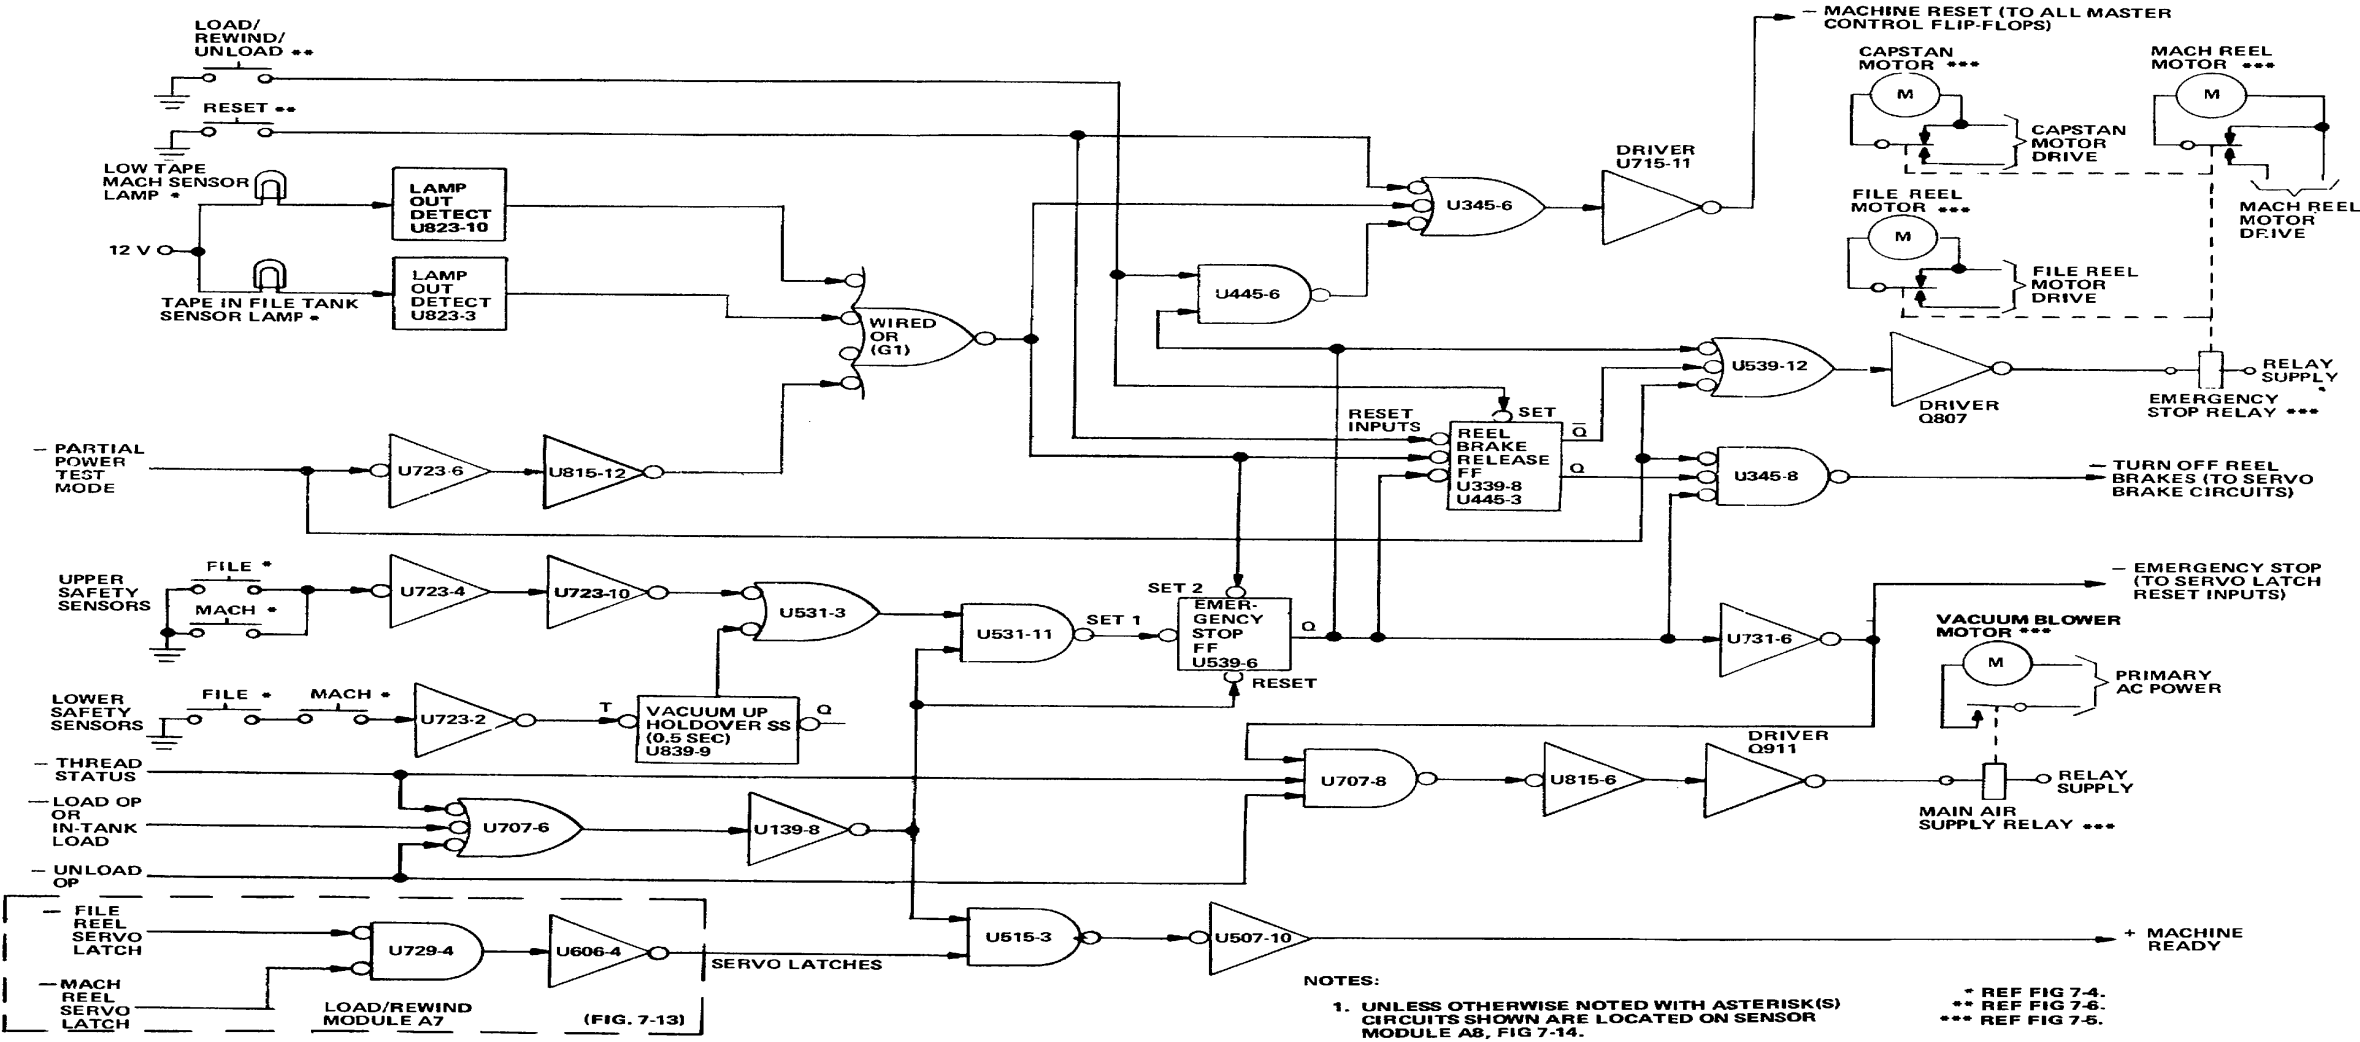 LOAD/
REWIND/
UNLOAD **
RESET **
LOW TAPE
MACH SENSOR
LAMP *
LAMP
OUT
DETECT
U823-10
12 V
TAPE IN FILE TANK
SENSOR LAMP *
LAMP
OUT
DETECT
U823-3
WIRED
OR
(G1)
— PARTIAL
POWER
TEST
MODE
U723-6
U815-12
UPPER
SAFETY
SENSORS
FILE *
MACH *
U723-4
U723-10
U531-3
U531-11
SET 1
SET 2
EMER-
GENCY
STOP
FF
U539-6
Q
RESET
LOWER
SAFETY
SENSORS
FILE *
MACH *
U723-2
T
VACUUM UP
HOLDOVER SS
(0.5 SEC)
U839-9
Q
— THREAD
STATUS
— LOAD OP
OR
IN-TANK
LOAD
— UNLOAD
OP
U707-6
U139-8
— FILE
REEL
SERVO
LATCH
— MACH
REEL
SERVO
LATCH
U729-4
U606-4
LOAD/REWIND
MODULE A7
(FIG. 7-13)
SERVO LATCHES
U515-3
U507-10
+ MACHINE
READY
U345-6
U445-6
DRIVER
U715-11
— MACHINE RESET (TO ALL MASTER
CONTROL FLIP-FLOPS)
CAPSTAN
MOTOR ***
M
CAPSTAN
MOTOR
DRIVE
MACH REEL
MOTOR ***
M
MACH REEL
MOTOR
DRIVE
FILE REEL
MOTOR ***
M
FILE REEL
MOTOR
DRIVE
RESET
INPUTS
SET
REEL
BRAKE
RELEASE
FF
U339-8
U445-3
Q̅
Q
U539-12
DRIVER
Q807
RELAY
SUPPLY
*
EMERGENCY
STOP RELAY ***
U345-8
— TURN OFF REEL
BRAKES (TO SERVO
BRAKE CIRCUITS)
U731-6
— EMERGENCY STOP
(TO SERVO LATCH
RESET INPUTS)
VACUUM BLOWER
MOTOR ***
M
PRIMARY
AC POWER
U707-8
U815-6
DRIVER
Q911
RELAY
SUPPLY
MAIN AIR
SUPPLY RELAY ***
NOTES:
1. UNLESS OTHERWISE NOTED WITH ASTERISK(S)
CIRCUITS SHOWN ARE LOCATED ON SENSOR
MODULE A8, FIG 7-14.
* REF FIG 7-4.
** REF FIG 7-6.
*** REF FIG 7-5.